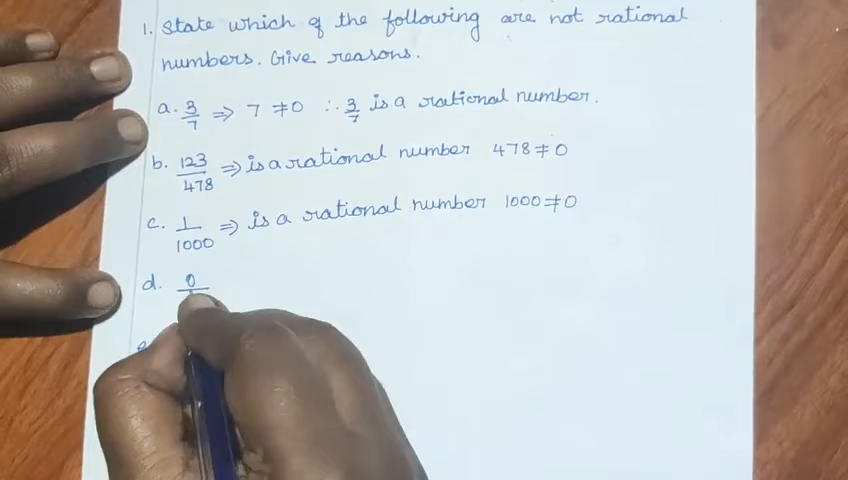 1. State which of the following are not rational
numbers. Give reasons.
a. 3/7 ⇒ 7 ≠ 0 ∴ 3/7 is a rational number.
b. 123/478 ⇒ is a rational number 478 ≠ 0
c. 1/1000 ⇒ is a rational number 1000 ≠ 0
d. 0/